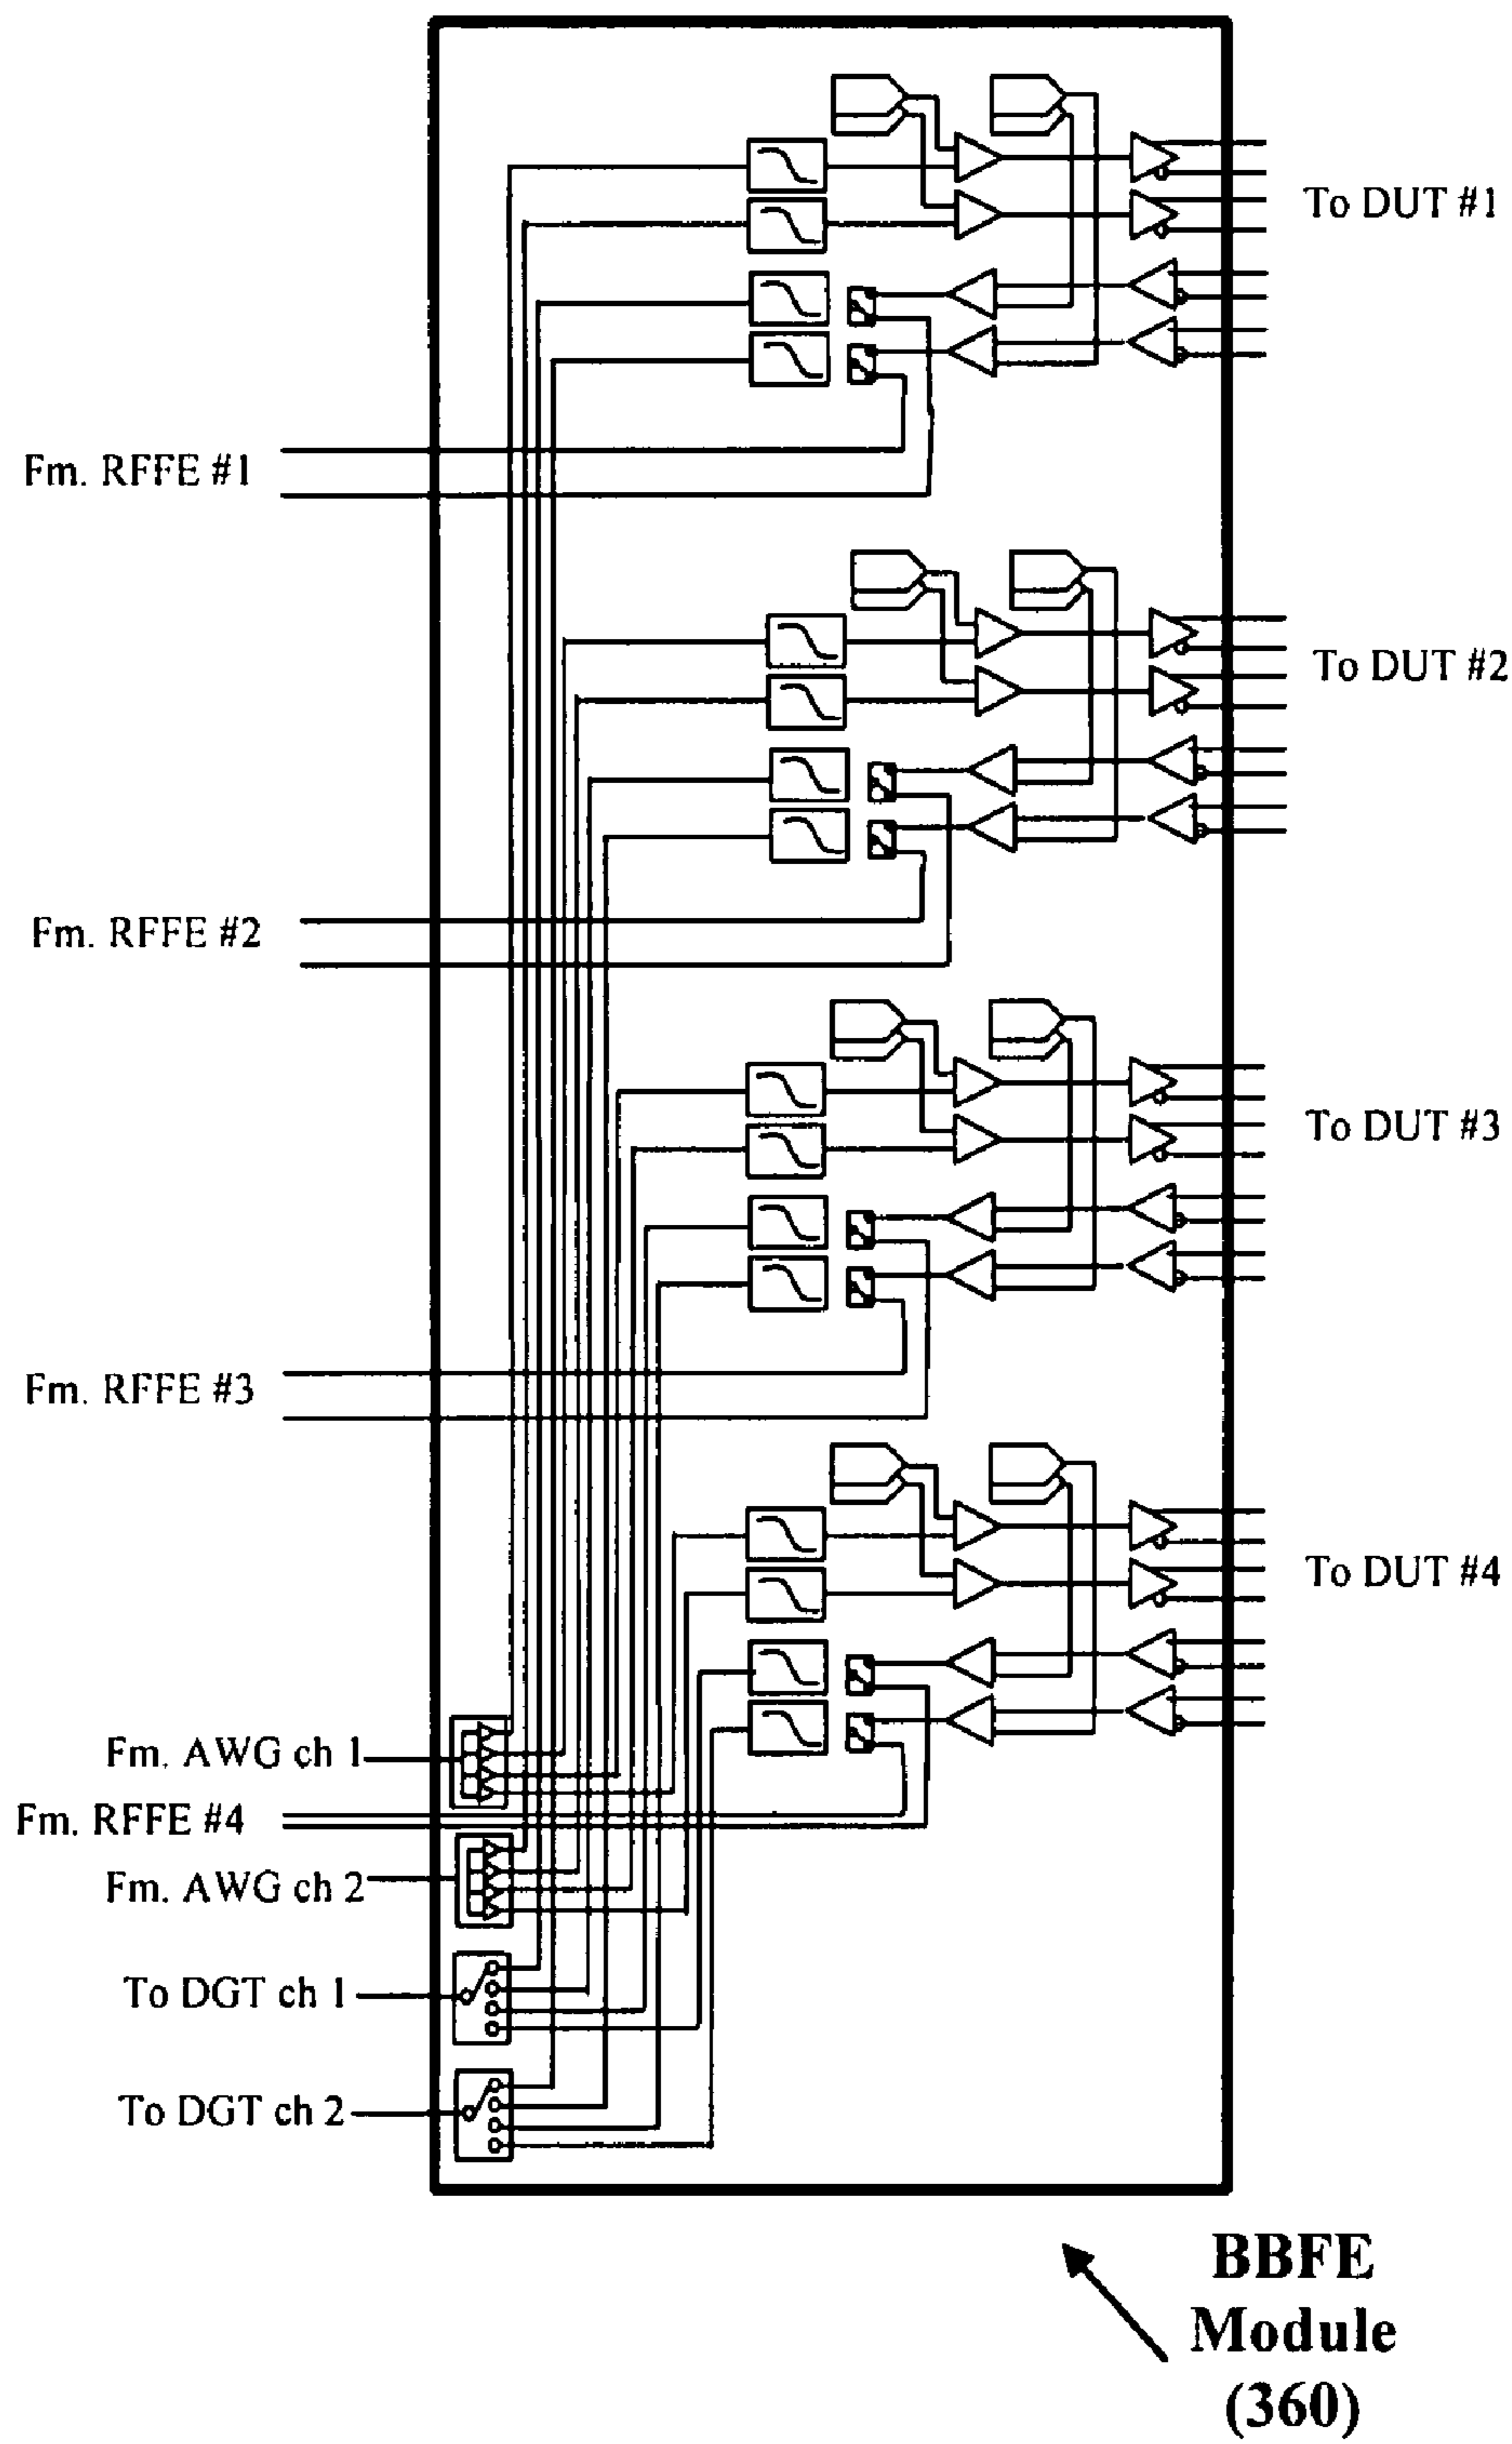 To DUT #1
Fm. RFFE #1
To DUT #2
Fm. RFFE #2
To DUT #3
Fm. RFFE #3
To DUT #4
Fm. AWG ch 1
Fm. RFFE #4
Fm. AWG ch 2
To DGT ch 1
To DGT ch 2
BBFE
Module
(360)